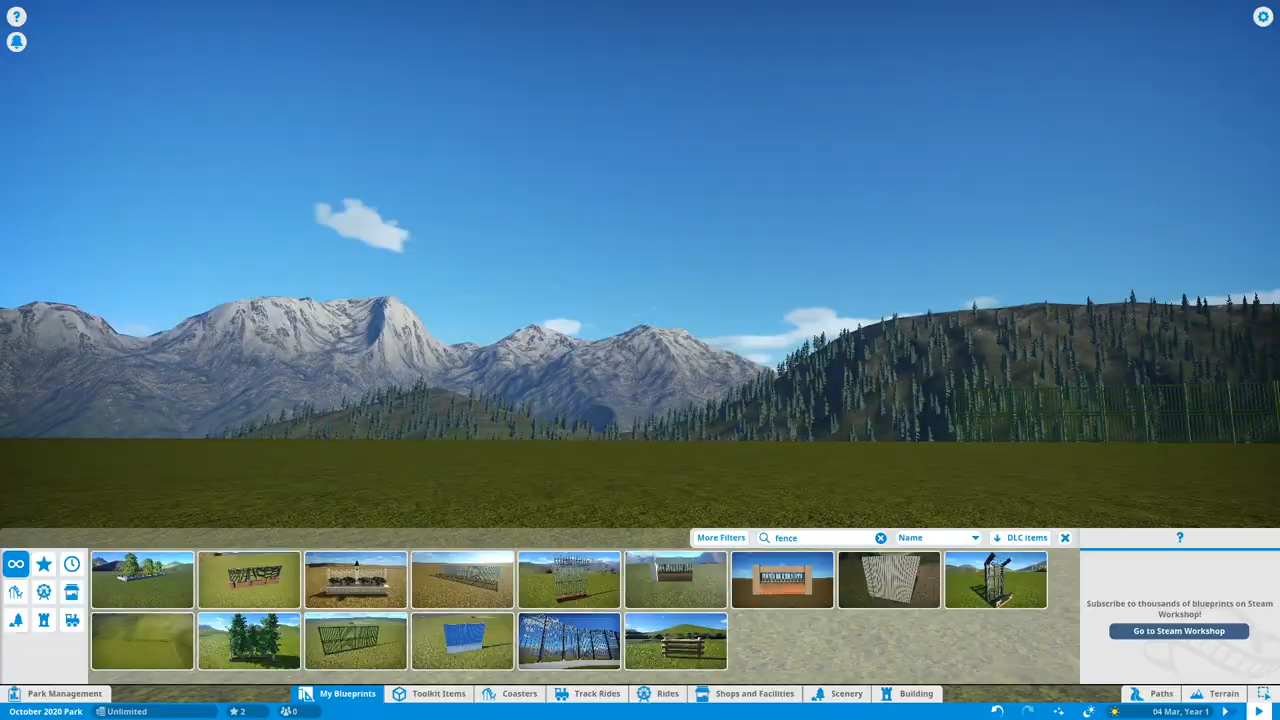 ?
More Filters
fence
Name
DLC items
?
Subscribe to thousands of blueprints on Steam
Workshop!
Go to Steam Workshop
Park Management
My Blueprints
Toolkit Items
Coasters
Track Rides
Rides
Shops and Facilities
Scenery
Building
Paths
Terrain
October 2020 Park
Unlimited
2
0
04 Mar, Year 1